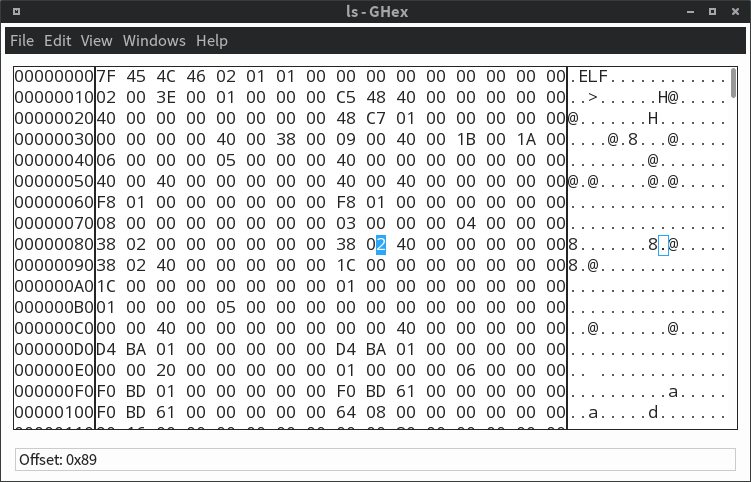 ls - GHex
File Edit View Windows Help
00000000 7F 45 4C 46 02 01 01 00 00 00 00 00 00 00 00 00 .ELF............
00000010 02 00 3E 00 01 00 00 00 C5 48 40 00 00 00 00 00 ..>......H@.....
00000020 40 00 00 00 00 00 00 00 48 C7 01 00 00 00 00 00 @.......H.......
00000030 00 00 00 00 40 00 38 00 09 00 40 00 1B 00 1A 00 ....@.8...@.....
00000040 06 00 00 00 05 00 00 00 40 00 00 00 00 00 00 00 ........@.......
00000050 40 00 40 00 00 00 00 00 40 00 40 00 00 00 00 00 @.@.....@.@.....
00000060 F8 01 00 00 00 00 00 00 F8 01 00 00 00 00 00 00 ................
00000070 08 00 00 00 00 00 00 00 03 00 00 00 04 00 00 00 ................
00000080 38 02 00 00 00 00 00 00 38 02 40 00 00 00 00 00 8.......8.@.....
00000090 38 02 40 00 00 00 00 00 1C 00 00 00 00 00 00 00 8.@.............
000000A0 1C 00 00 00 00 00 00 00 01 00 00 00 00 00 00 00 ................
000000B0 01 00 00 00 05 00 00 00 00 00 00 00 00 00 00 00 ................
000000C0 00 00 40 00 00 00 00 00 00 00 40 00 00 00 00 00 ..@.......@.....
000000D0 D4 BA 01 00 00 00 00 00 D4 BA 01 00 00 00 00 00 ................
000000E0 00 00 20 00 00 00 00 00 01 00 00 00 06 00 00 00 .. .............
000000F0 F0 BD 01 00 00 00 00 00 F0 BD 61 00 00 00 00 00 ..........a.....
00000100 F0 BD 61 00 00 00 00 00 64 08 00 00 00 00 00 00 ..a.....d.......
Offset: 0x89